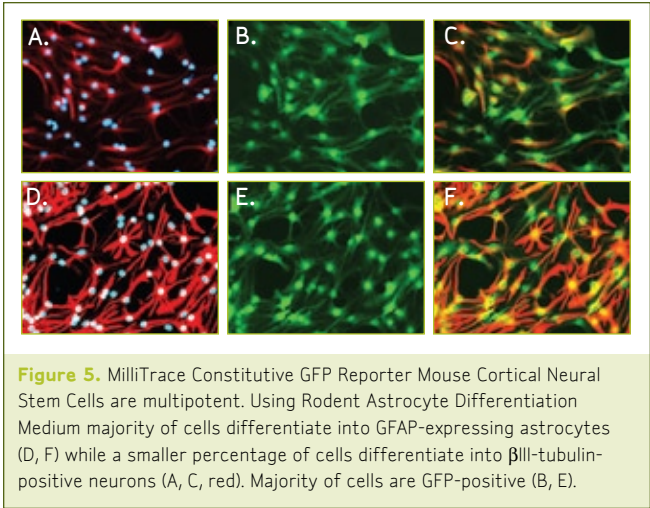 A. B. C.
D. E. F.
Figure 5. MilliTrace Constitutive GFP Reporter Mouse Cortical Neural
Stem Cells are multipotent. Using Rodent Astrocyte Differentiation
Medium majority of cells differentiate into GFAP-expressing astrocytes
(D, F) while a smaller percentage of cells differentiate into βIII-tubulin-
positive neurons (A, C, red). Majority of cells are GFP-positive (B, E).